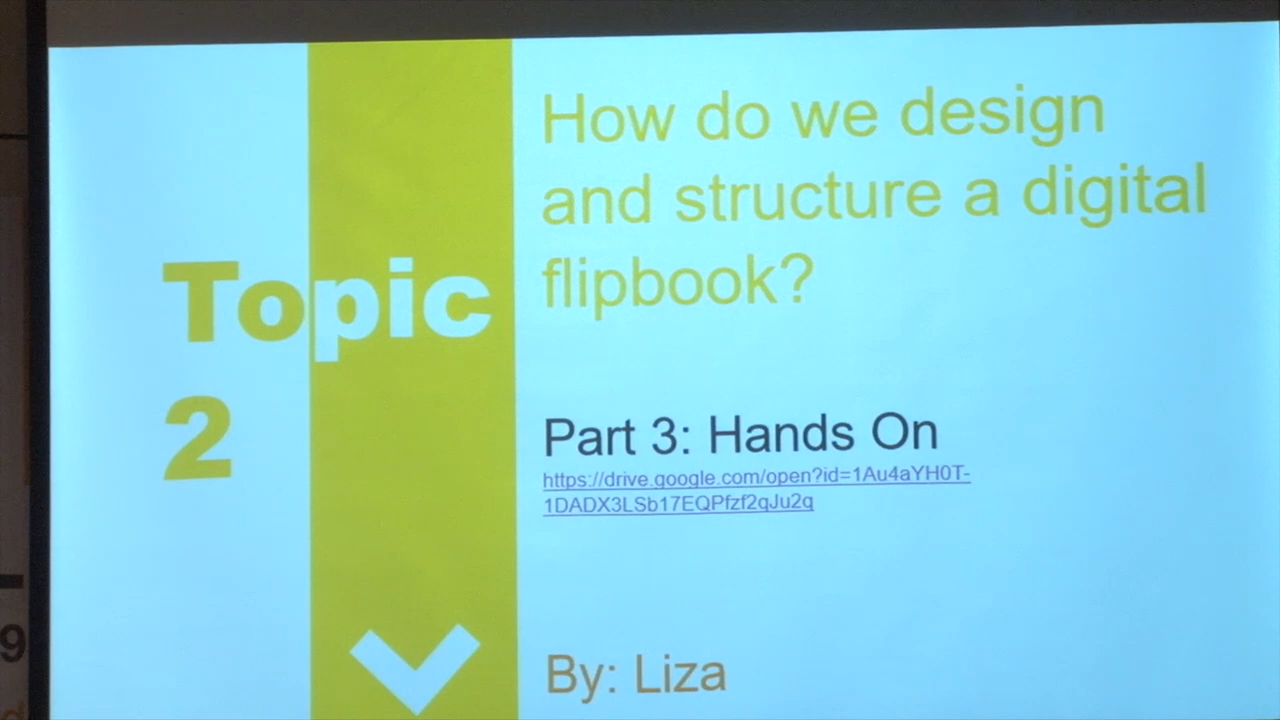 Topic
2
How do we design
and structure a digital
flipbook?
Part 3: Hands On
https://drive.google.com/open?id=1Au4aYH0T-
1DADX3LSb17EQPfzf2qJu2q
By: Liza
9
d